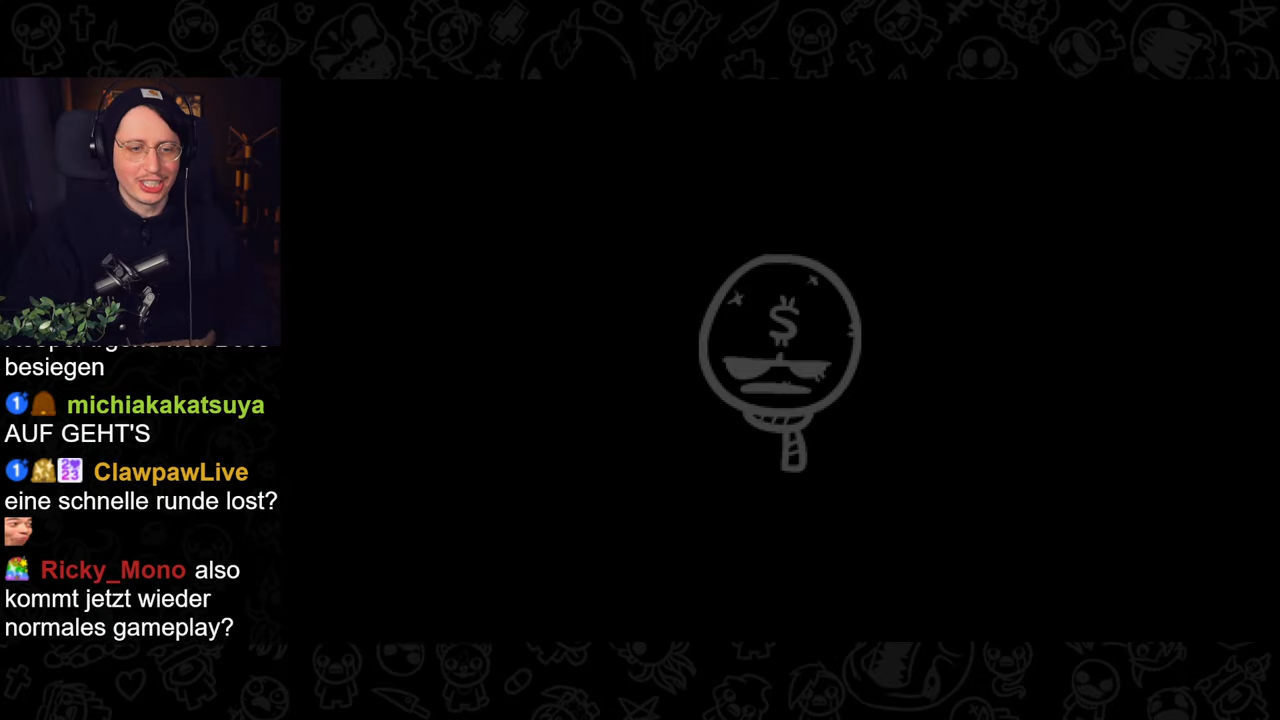 besiegen
michiakakatsuya
AUF GEHT'S
ClawpawLive
eine schnelle runde lost?
Ricky_Mono also
kommt jetzt wieder
normales gameplay?
$